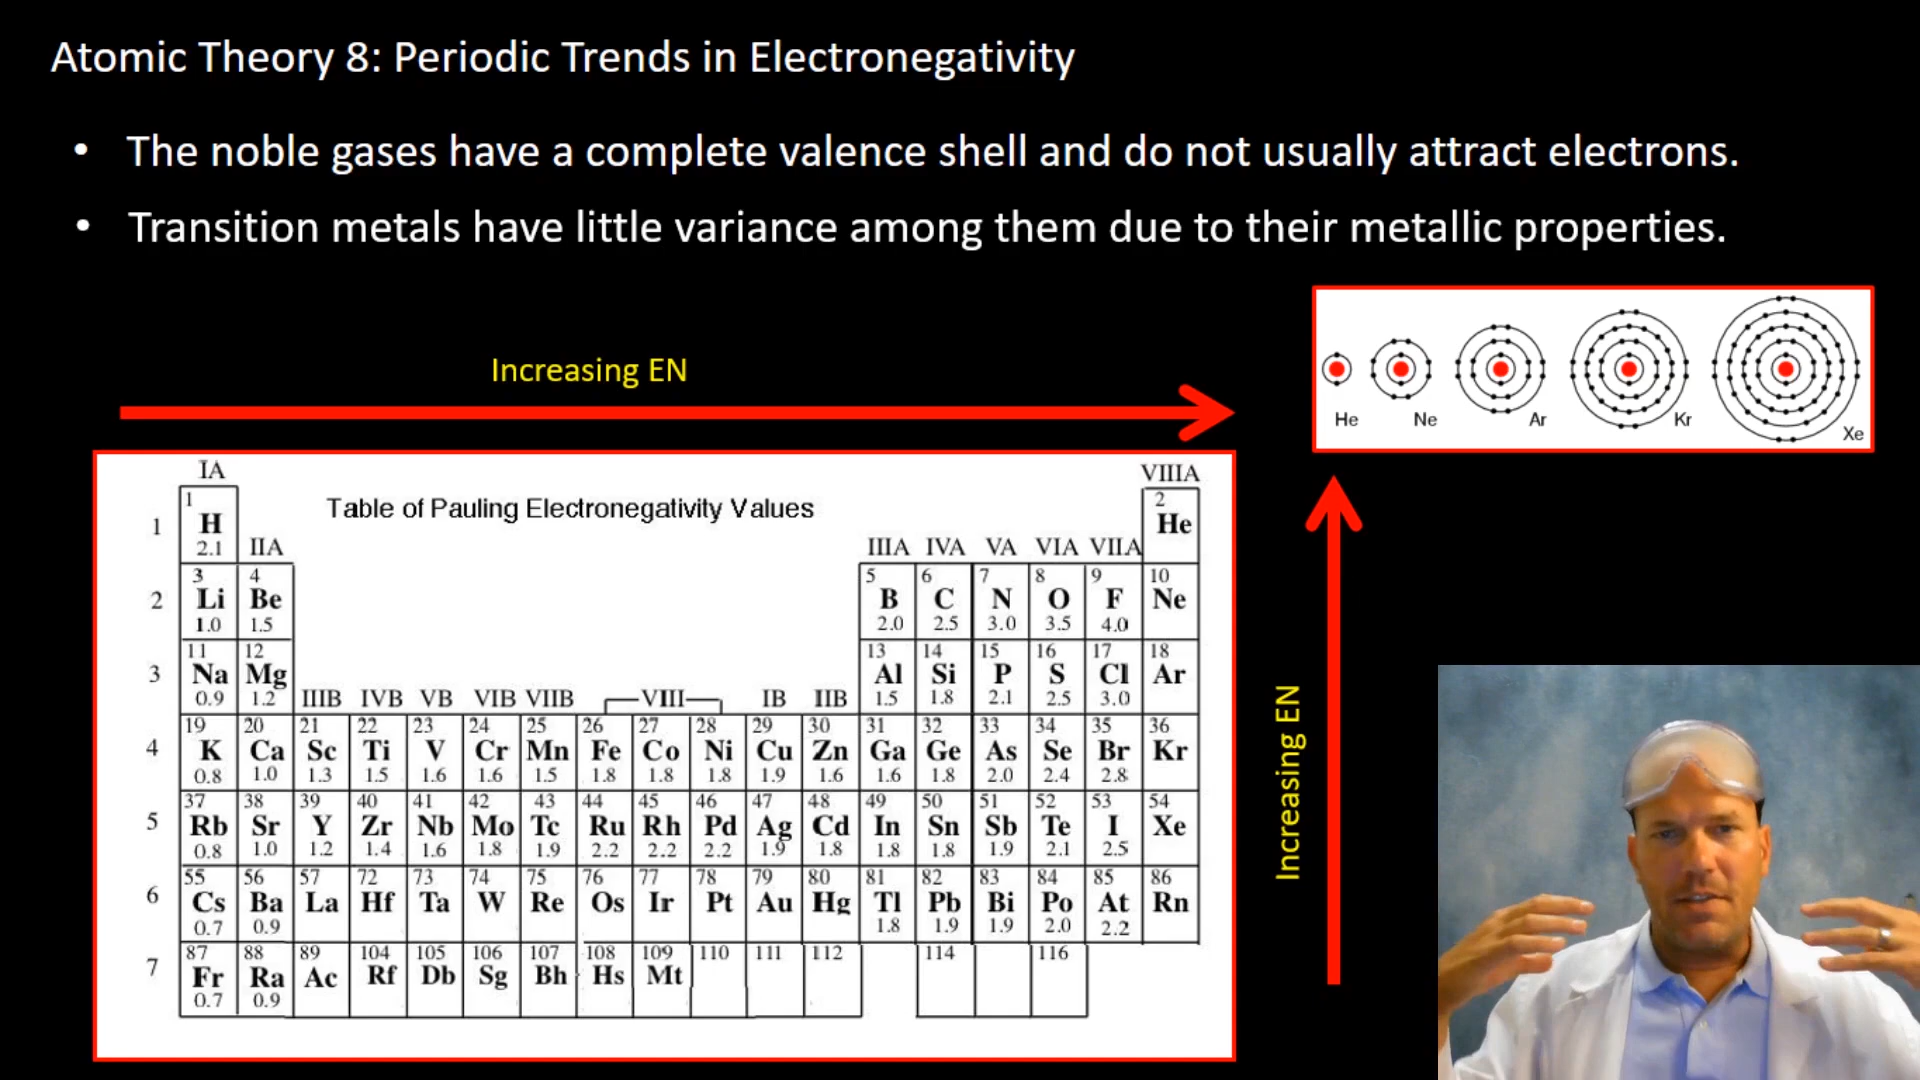 Atomic Theory 8: Periodic Trends in Electronegativity
• The noble gases have a complete valence shell and do not usually attract electrons.
• Transition metals have little variance among them due to their metallic properties.
Increasing EN
He Ne Ar Kr Xe
Increasing EN
IA VIIIA
Table of Pauling Electronegativity Values
1 2
1 H He
2.1 IIA IIIA IVA VA VIA VIIA
3 4 5 6 7 8 9 10
2 Li Be B C N O F Ne
1.0 1.5 2.0 2.5 3.0 3.5 4.0
11 12 13 14 15 16 17 18
3 Na Mg Al Si P S Cl Ar
0.9 1.2 IIIB IVB VB VIB VIIB VIII IB IIB 1.5 1.8 2.1 2.5 3.0
19 20 21 22 23 24 25 26 27 28 29 30 31 32 33 34 35 36
4 K Ca Sc Ti V Cr Mn Fe Co Ni Cu Zn Ga Ge As Se Br Kr
0.8 1.0 1.3 1.5 1.6 1.6 1.5 1.8 1.8 1.8 1.9 1.6 1.6 1.8 2.0 2.4 2.8
37 38 39 40 41 42 43 44 45 46 47 48 49 50 51 52 53 54
5 Rb Sr Y Zr Nb Mo Tc Ru Rh Pd Ag Cd In Sn Sb Te I Xe
0.8 1.0 1.2 1.4 1.6 1.8 1.9 2.2 2.2 2.2 1.9 1.8 1.8 1.8 1.9 2.1 2.5
55 56 57 72 73 74 75 76 77 78 79 80 81 82 83 84 85 86
6 Cs Ba La Hf Ta W Re Os Ir Pt Au Hg Tl Pb Bi Po At Rn
0.7 0.9 1.8 1.9 1.9 2.0 2.2
87 88 89 104 105 106 107 108 109 110 111 112 114 116
7 Fr Ra Ac Rf Db Sg Bh Hs Mt
0.7 0.9